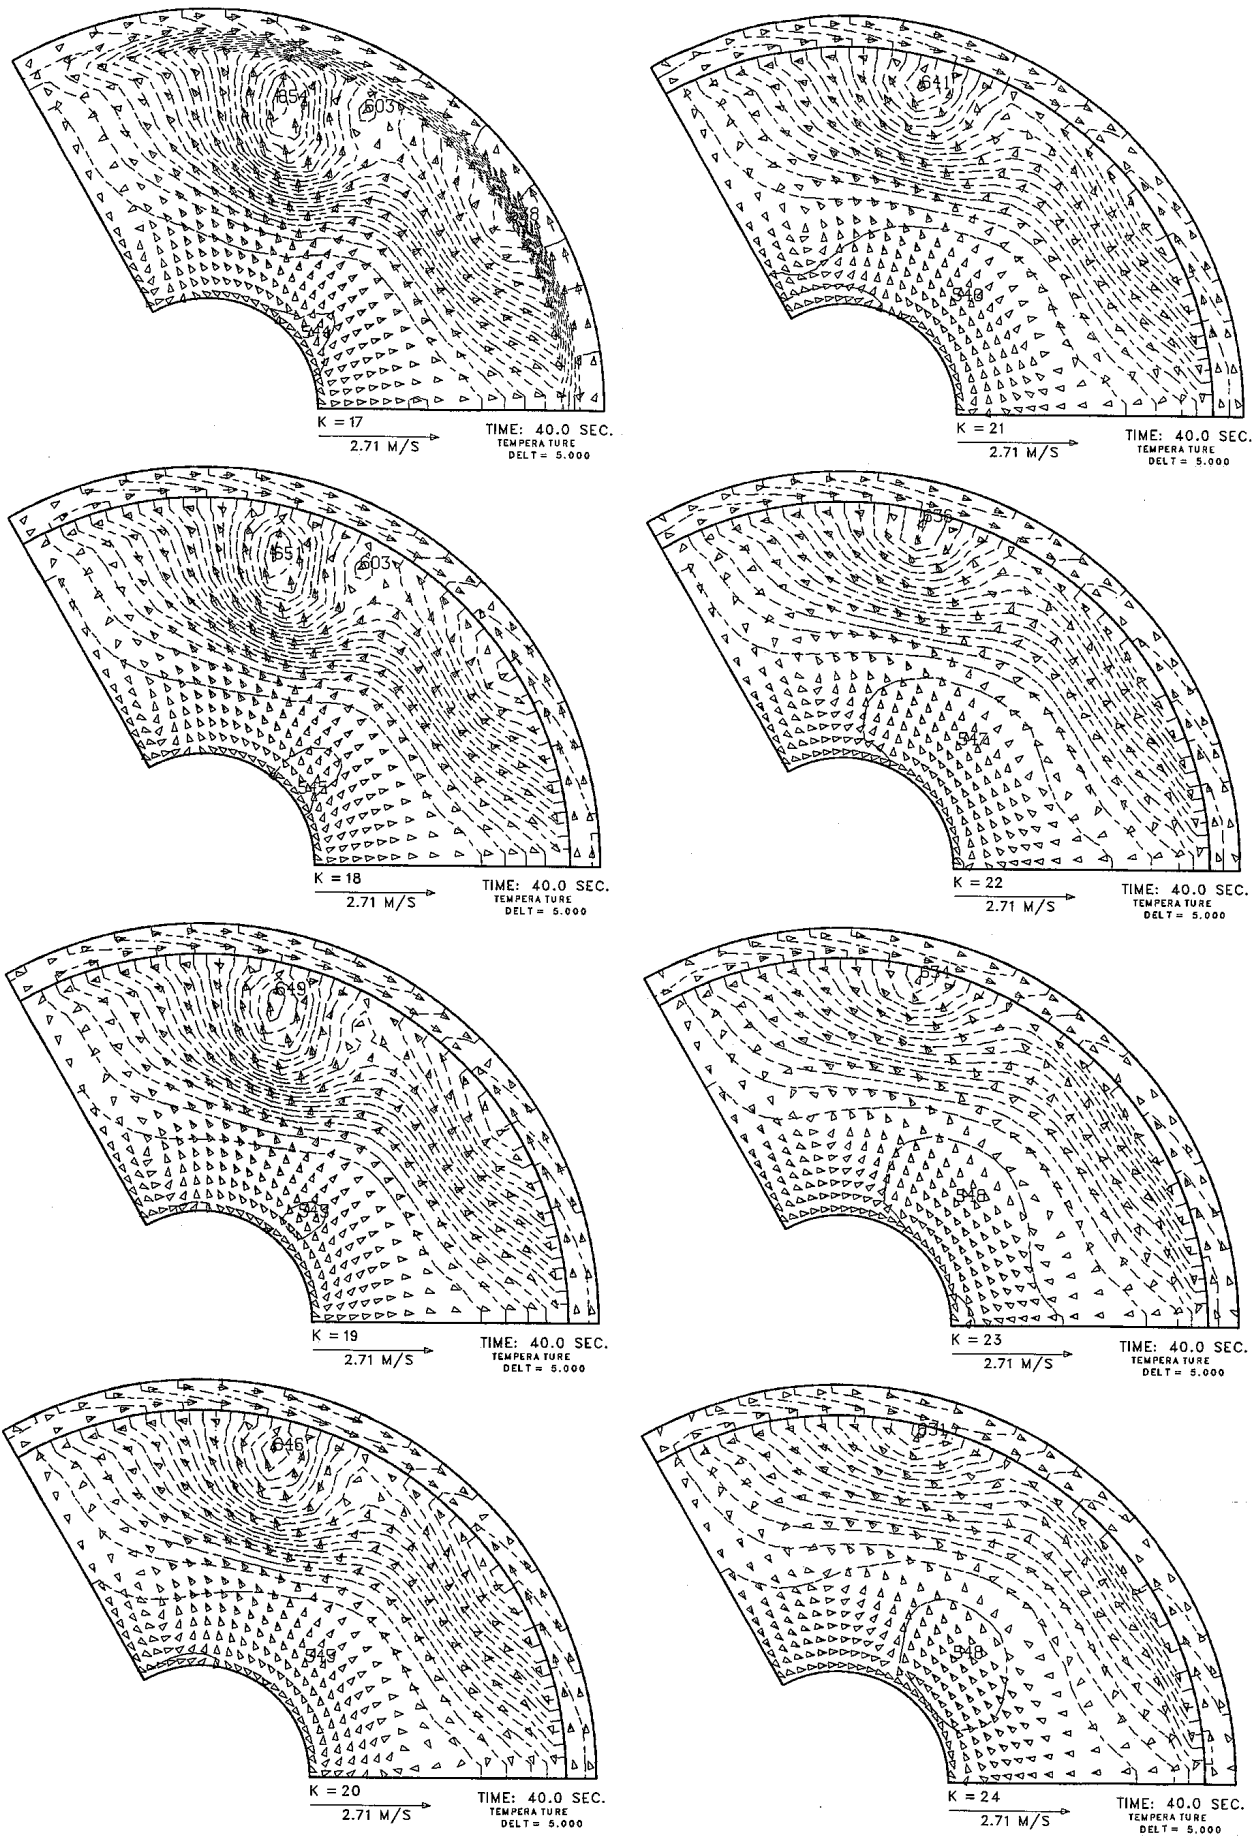 654
603
K = 17
2.71 M/S
TIME: 40.0 SEC.
TEMPERATURE
DELT = 5.000
651
603
K = 18
2.71 M/S
TIME: 40.0 SEC.
TEMPERATURE
DELT = 5.000
649
K = 19
2.71 M/S
TIME: 40.0 SEC.
TEMPERATURE
DELT = 5.000
646
K = 20
2.71 M/S
TIME: 40.0 SEC.
TEMPERATURE
DELT = 5.000
641
K = 21
2.71 M/S
TIME: 40.0 SEC.
TEMPERATURE
DELT = 5.000
547
K = 22
2.71 M/S
TIME: 40.0 SEC.
TEMPERATURE
DELT = 5.000
548
K = 23
2.71 M/S
TIME: 40.0 SEC.
TEMPERATURE
DELT = 5.000
631
548
K = 24
2.71 M/S
TIME: 40.0 SEC.
TEMPERATURE
DELT = 5.000